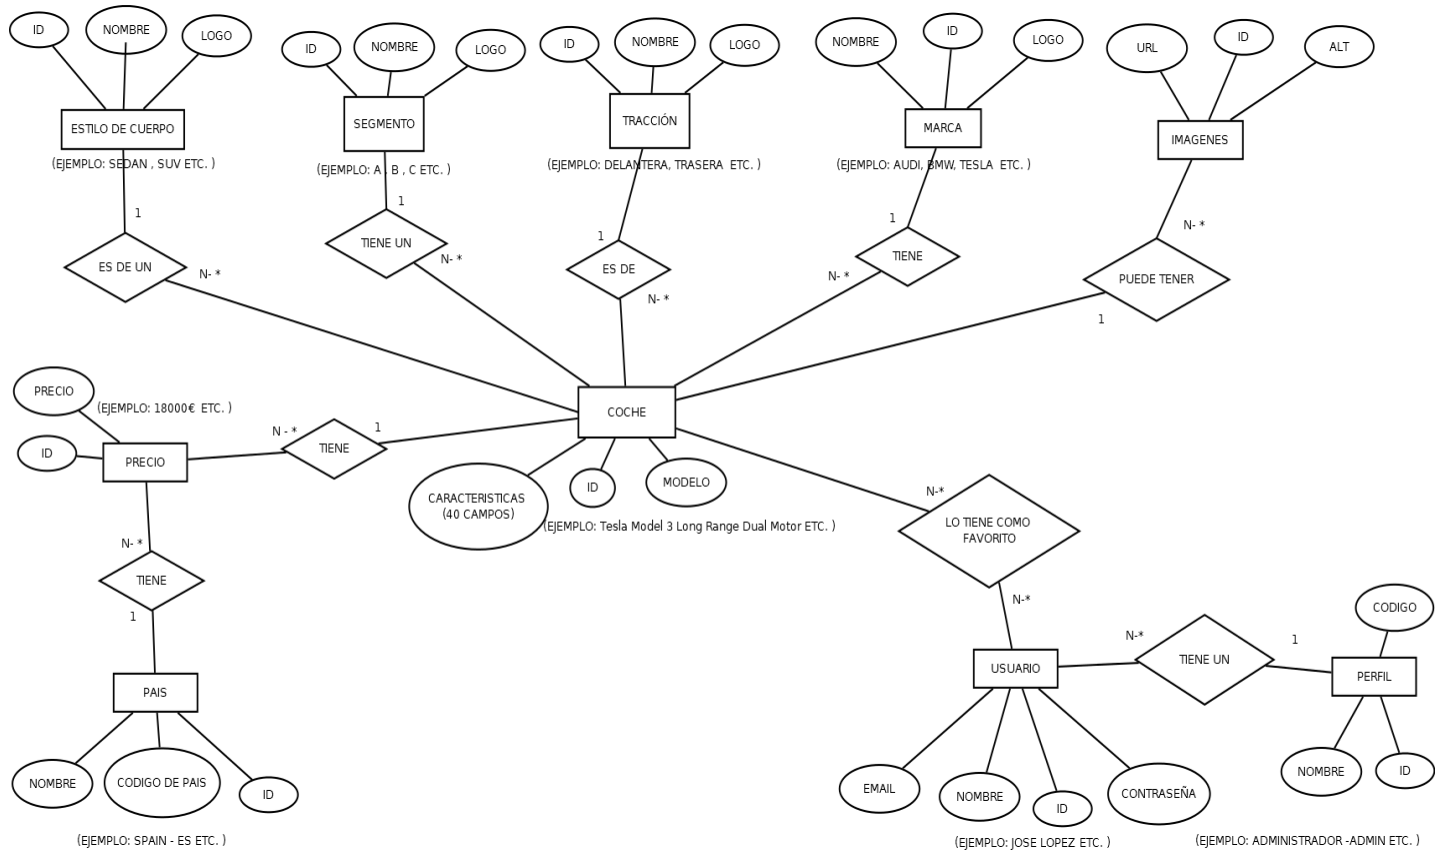 ID
NOMBRE
LOGO
ESTILO DE CUERPO
(EJEMPLO: SEDAN , SUV ETC. )
1
ES DE UN
N- *
ID
NOMBRE
LOGO
SEGMENTO
(EJEMPLO: A , B , C ETC. )
1
TIENE UN
N- *
ID
NOMBRE
LOGO
TRACCIÓN
(EJEMPLO: DELANTERA, TRASERA  ETC. )
1
ES DE
N- *
NOMBRE
ID
LOGO
MARCA
(EJEMPLO: AUDI, BMW, TESLA  ETC. )
1
TIENE
N- *
URL
ID
ALT
IMAGENES
N- *
PUEDE TENER
1
COCHE
CARACTERISTICAS
(40 CAMPOS)
ID
MODELO
(EJEMPLO: Tesla Model 3 Long Range Dual Motor ETC. )
PRECIO
(EJEMPLO: 18000€  ETC. )
ID
PRECIO
N - *
TIENE
1
N- *
TIENE
1
PAIS
NOMBRE
CODIGO DE PAIS
ID
(EJEMPLO: SPAIN - ES ETC. )
N-*
LO TIENE COMO
FAVORITO
N-*
USUARIO
EMAIL
NOMBRE
ID
CONTRASEÑA
(EJEMPLO: JOSE LOPEZ ETC. )
N-*
TIENE UN
1
CODIGO
PERFIL
NOMBRE
ID
(EJEMPLO: ADMINISTRADOR -ADMIN ETC. )